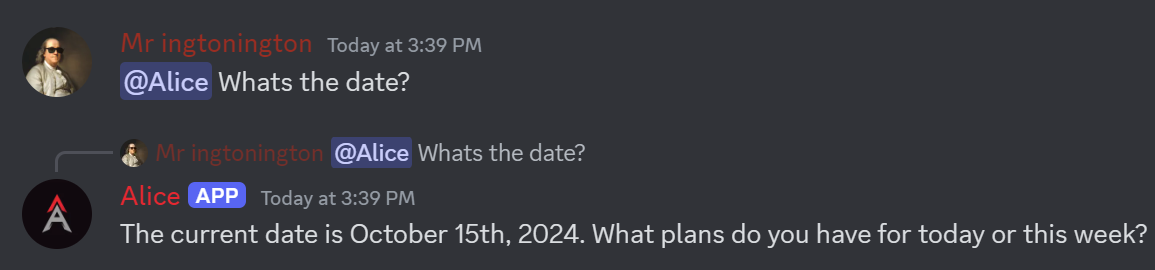 Mr ingtonington Today at 3:39 PM
@Alice Whats the date?
Mr ingtonington @Alice Whats the date?
Alice APP Today at 3:39 PM
The current date is October 15th, 2024. What plans do you have for today or this week?